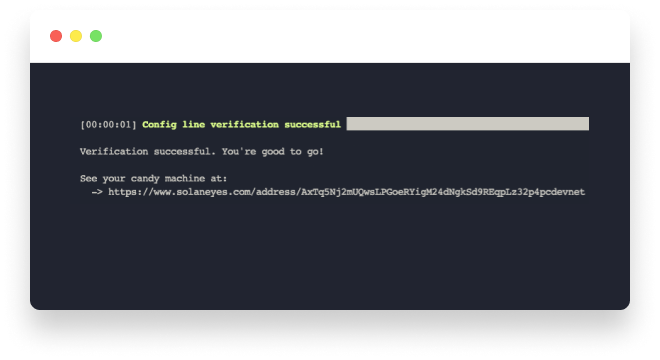 [00:00:01] Config line verification successful
Verification successful. You're good to go!
See your candy machine at:
—> https://www.solaneyes.com/address/AxTq5Nj2mUQwsLPGoeRYigM24dNgkSd9REqpLz32p4pcdevnet